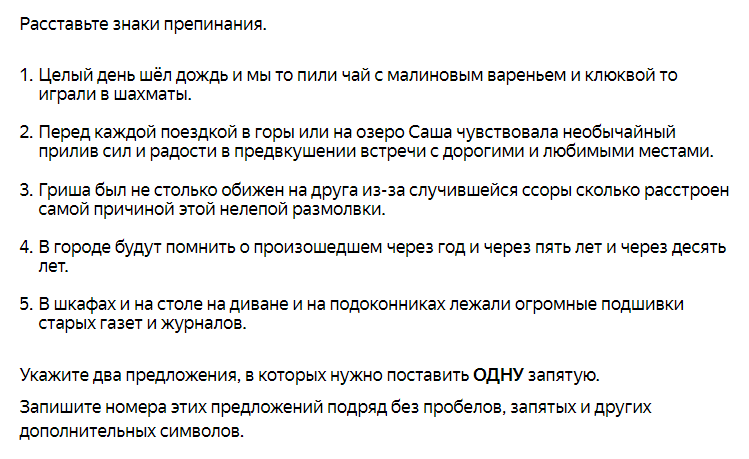 Расставьте знаки препинания.
1. Целый день шёл дождь и мы то пили чай с малиновым вареньем и клюквой то
играли в шахматы.
2. Перед каждой поездкой в горы или на озеро Саша чувствовала необычайный
прилив сил и радости в предвкушении встречи с дорогими и любимыми местами.
3. Гриша был не столько обижен на друга из-за случившейся ссоры сколько расстроен
самой причиной этой нелепой размолвки.
4. В городе будут помнить о произошедшем через год и через пять лет и через десять
лет.
5. В шкафах и на столе на диване и на подоконниках лежали огромные подшивки
старых газет и журналов.
Укажите два предложения, в которых нужно поставить ОДНУ запятую.
Запишите номера этих предложений подряд без пробелов, запятых и других
дополнительных символов.